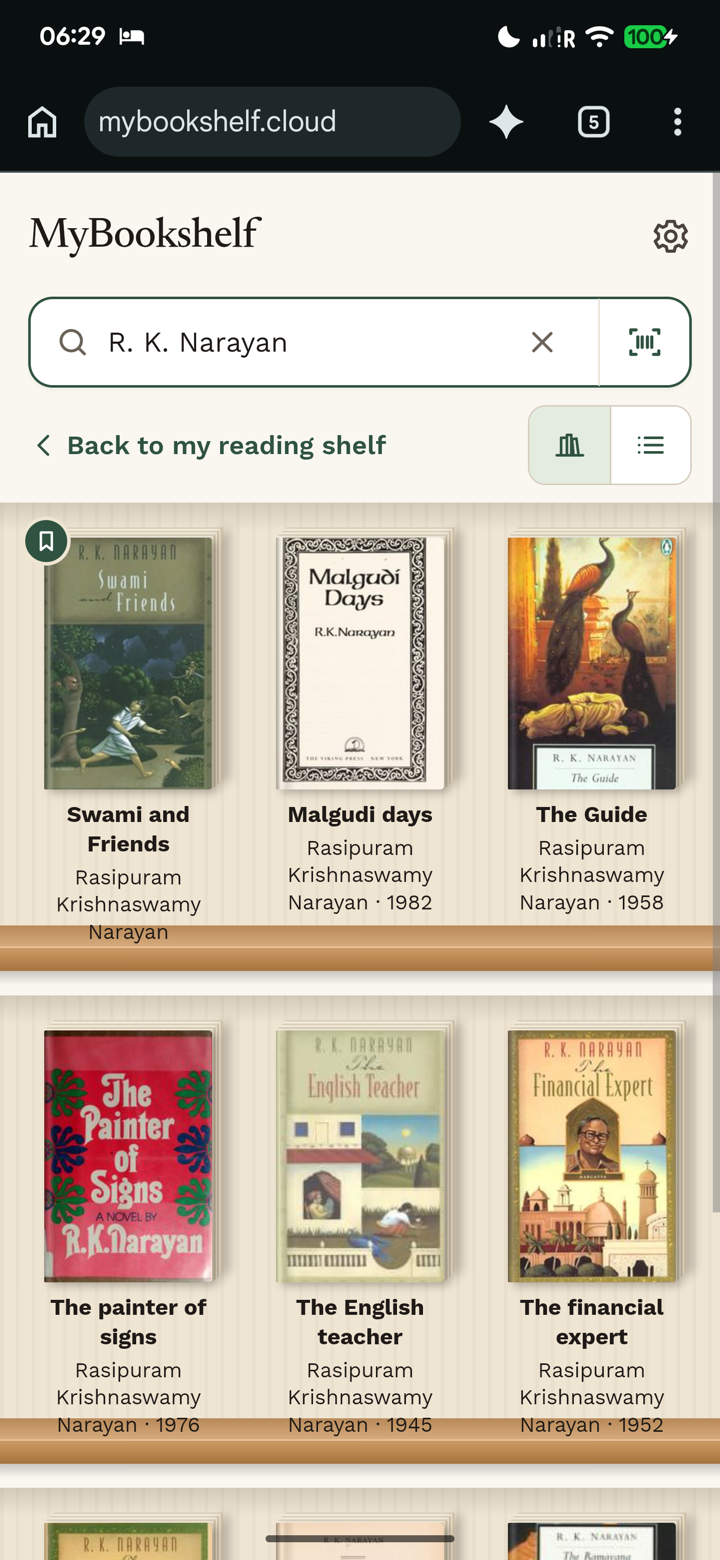 06:29
R
100
mybookshelf.cloud
5
MyBookshelf
R. K. Narayan
Back to my reading shelf
R. K. NARAYAN
Swami
and Friends
Malgudi
Days
R.K.Narayan
THE VIKING PRESS NEW YORK
R. K. NARAYAN
The Guide
Swami and
Friends
Rasipuram
Krishnaswamy
Narayan
Malgudi days
Rasipuram
Krishnaswamy
Narayan · 1982
The Guide
Rasipuram
Krishnaswamy
Narayan · 1958
The
Painter
of
Signs
A NOVEL BY
R.K.Narayan
R. K. NARAYAN
The
English Teacher
R. K. NARAYAN
The
Financial Expert
MARGAYYA
The painter of
signs
Rasipuram
Krishnaswamy
Narayan · 1976
The English
teacher
Rasipuram
Krishnaswamy
Narayan · 1945
The financial
expert
Rasipuram
Krishnaswamy
Narayan · 1952
R. K. NARAYAN
R. K. NARAYAN
R. K. NARAYAN
The Ramayana